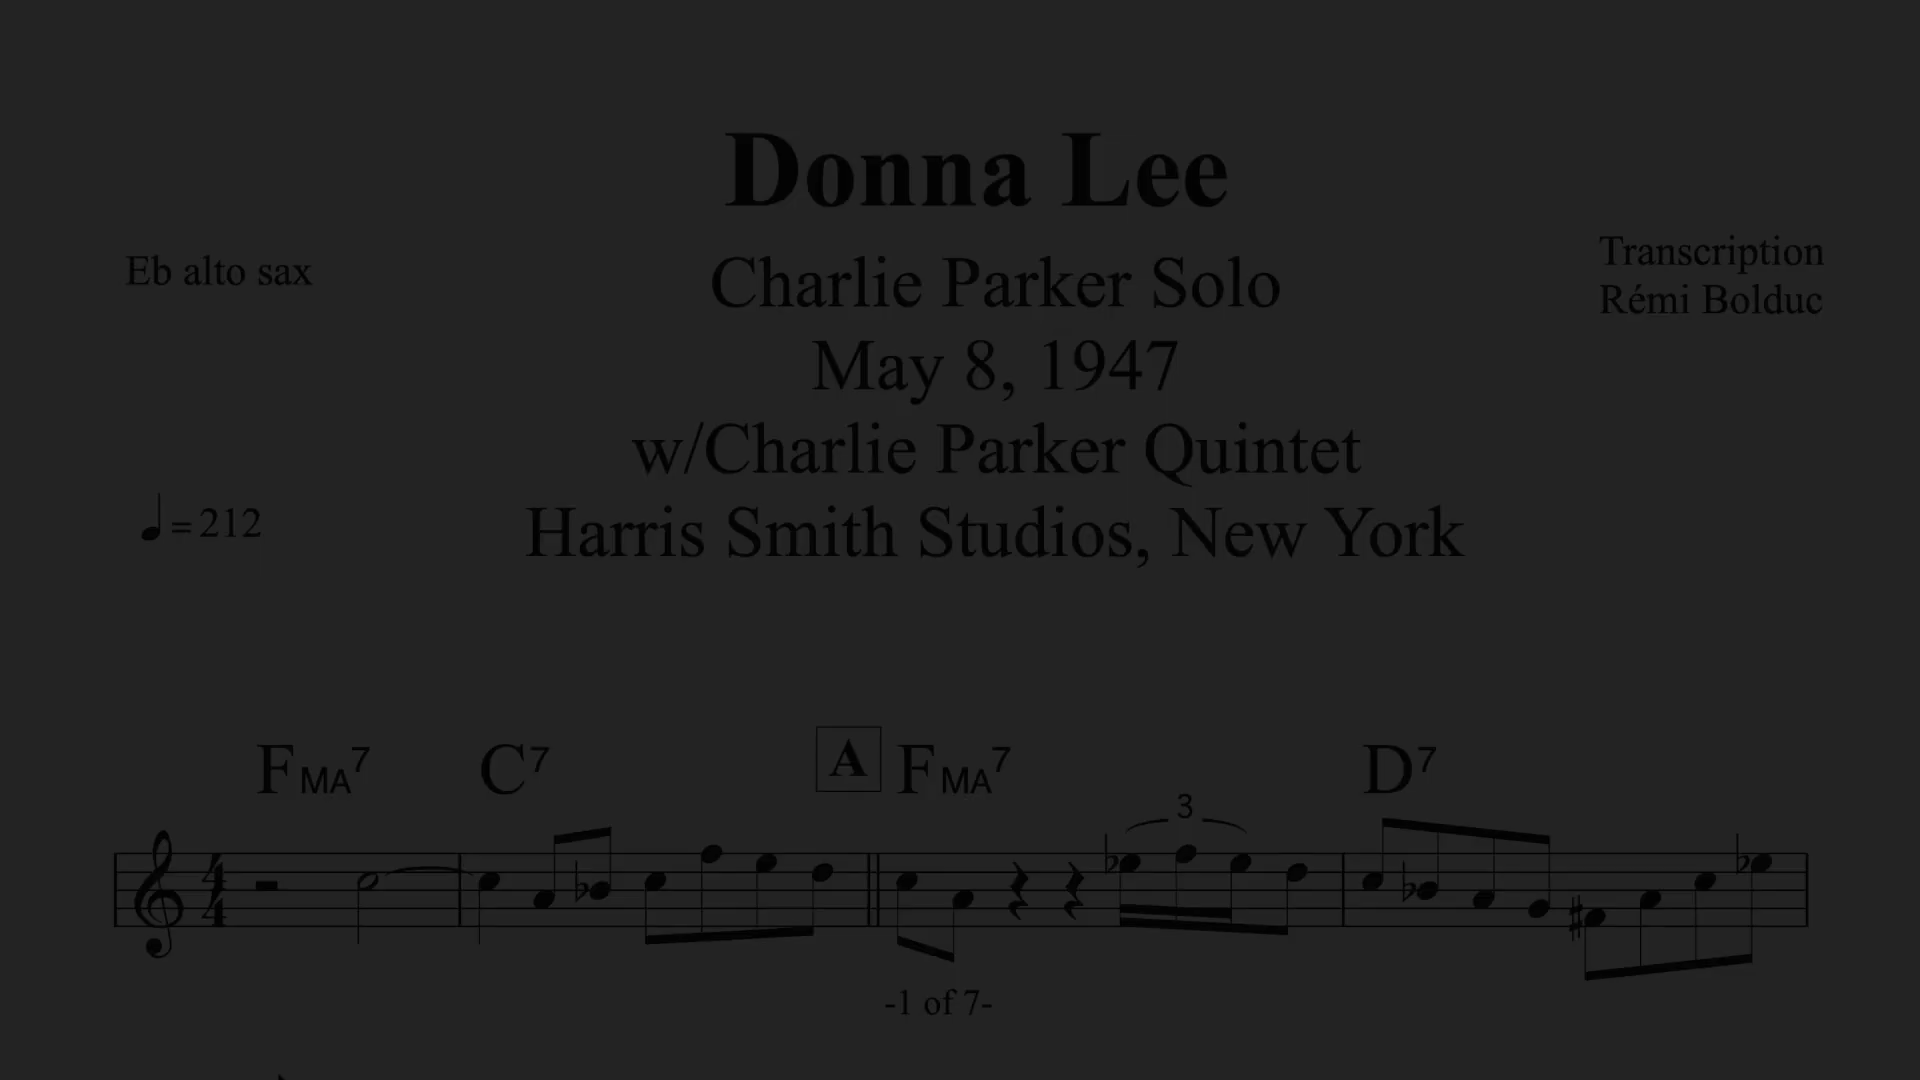 Donna Lee
Eb alto sax
Charlie Parker Solo
Transcription
Rémi Bolduc
May 8, 1947
w/Charlie Parker Quintet
♩ = 212
Harris Smith Studios, New York
FMA7 C7 A FMA7 D7
3
-1 of 7-